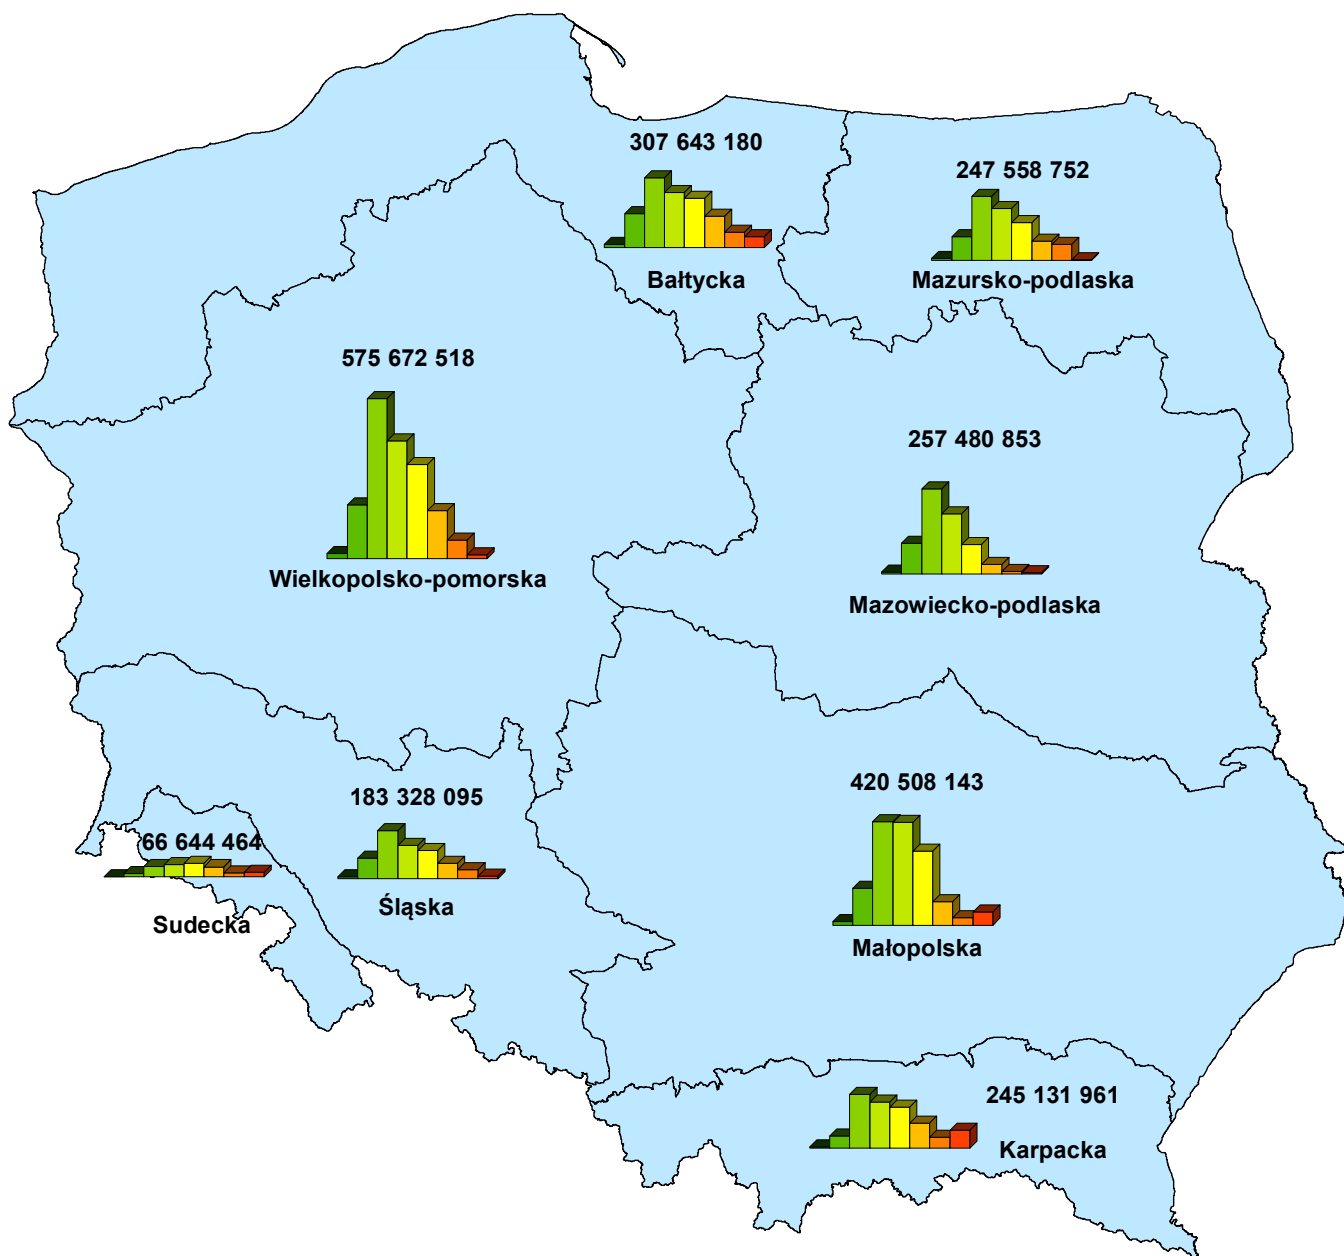 307 643 180
Bałtycka
247 558 752
Mazursko-podlaska
575 672 518
Wielkopolsko-pomorska
257 480 853
Mazowiecko-podlaska
66 644 464
Sudecka
183 328 095
Śląska
420 508 143
Małopolska
245 131 961
Karpacka